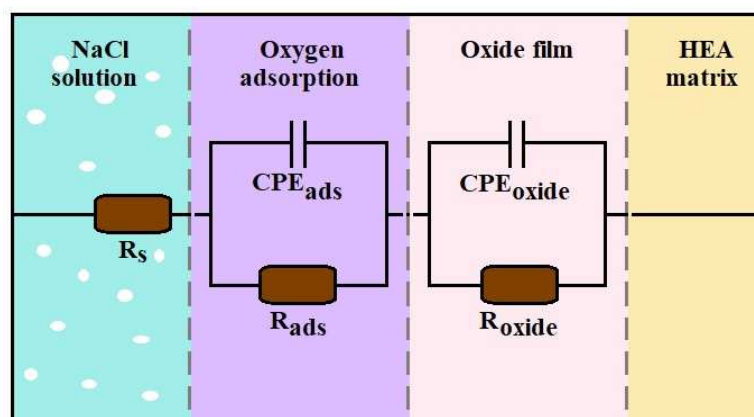 NaCl
solution
Oxygen
adsorption
Oxide film
HEA
matrix
CPEads
CPEoxide
Rs
Rads
Roxide